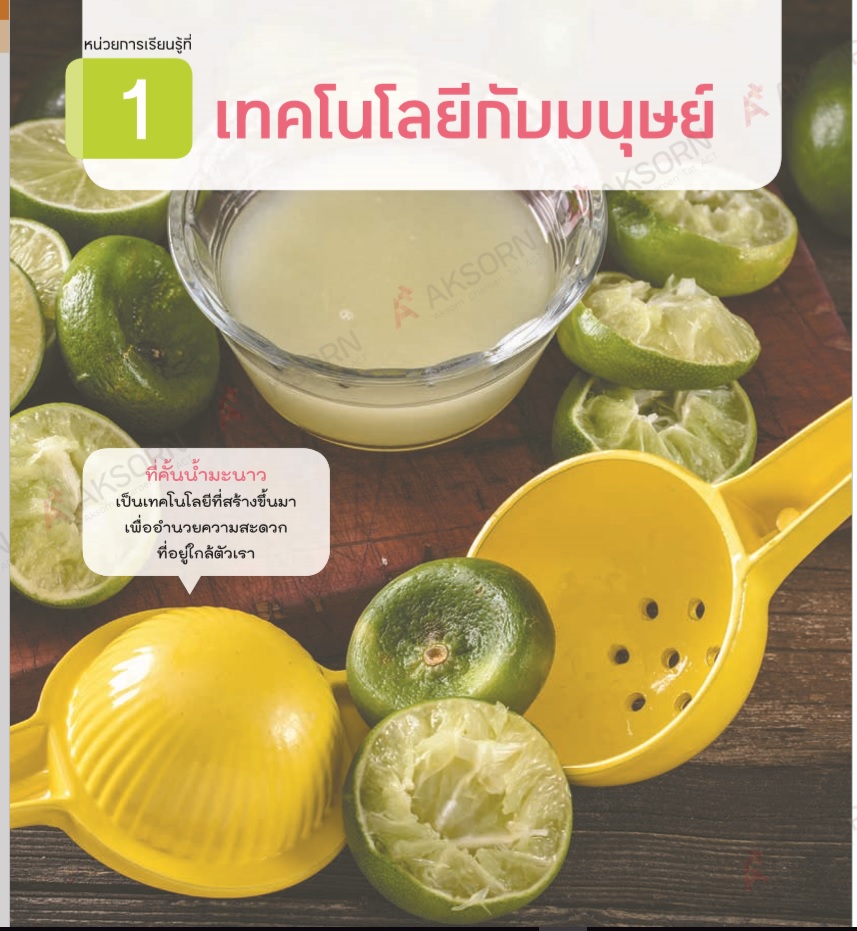 หน่วยการเรียนรู้ที่
1
เทคโนโลยีกับมนุษย์
AKSORN
AKSORN
AKSORN
AKSORN
ที่คั้นน้ำมะนาว
เป็นเทคโนโลยีที่สร้างขึ้นมา
เพื่ออำนวยความสะดวก
ที่อยู่ใกล้ตัวเรา